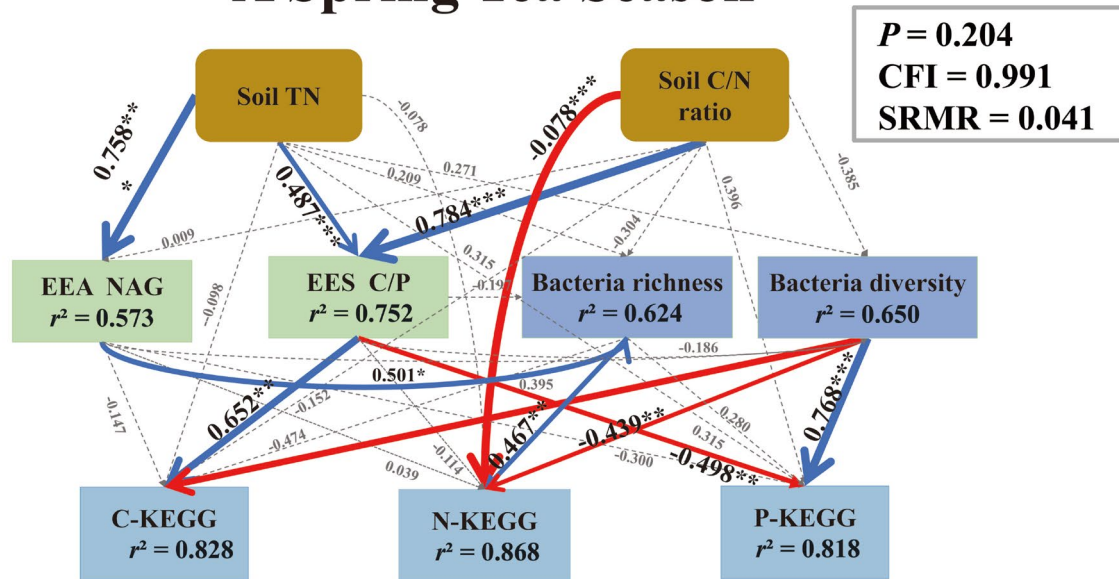 A Spring Tea Season
P = 0.204
CFI = 0.991
SRMR = 0.041
Soil TN
Soil C/N
ratio
-0.078
-0.078***
0.758**
*
0.487***
0.209
0.271
0.784***
0.396
-0.385
-0.304
0.009
0.315
-0.098
EEA NAG
r² = 0.573
EES C/P
r² = 0.752
Bacteria richness
r² = 0.624
Bacteria diversity
r² = 0.650
-0.186
0.501*
0.395
0.652**
-0.152
-0.147
-0.474
0.467**
-0.439**
0.768***
0.280
0.315
-0.114
0.039
-0.300
-0.498**
C-KEGG
r² = 0.828
N-KEGG
r² = 0.868
P-KEGG
r² = 0.818